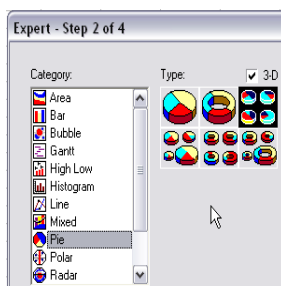 Expert - Step 2 of 4
Category:
Type:
3-D
Area
Bar
Bubble
Gantt
High Low
Histogram
Line
Mixed
Pie
Polar
Radar